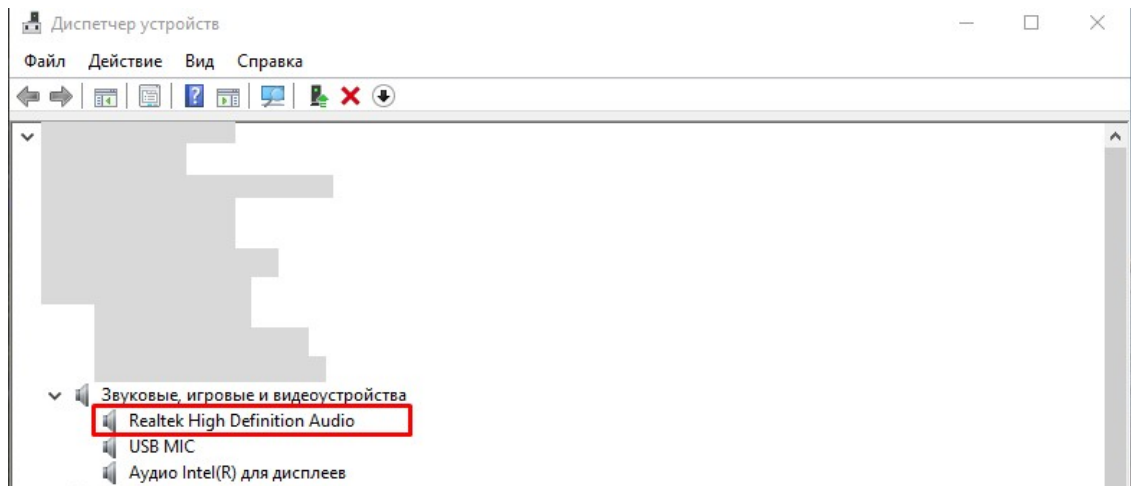 Диспетчер устройств
Файл Действие Вид Справка
Звуковые, игровые и видеоустройства
Realtek High Definition Audio
USB MIC
Аудио Intel(R) для дисплеев